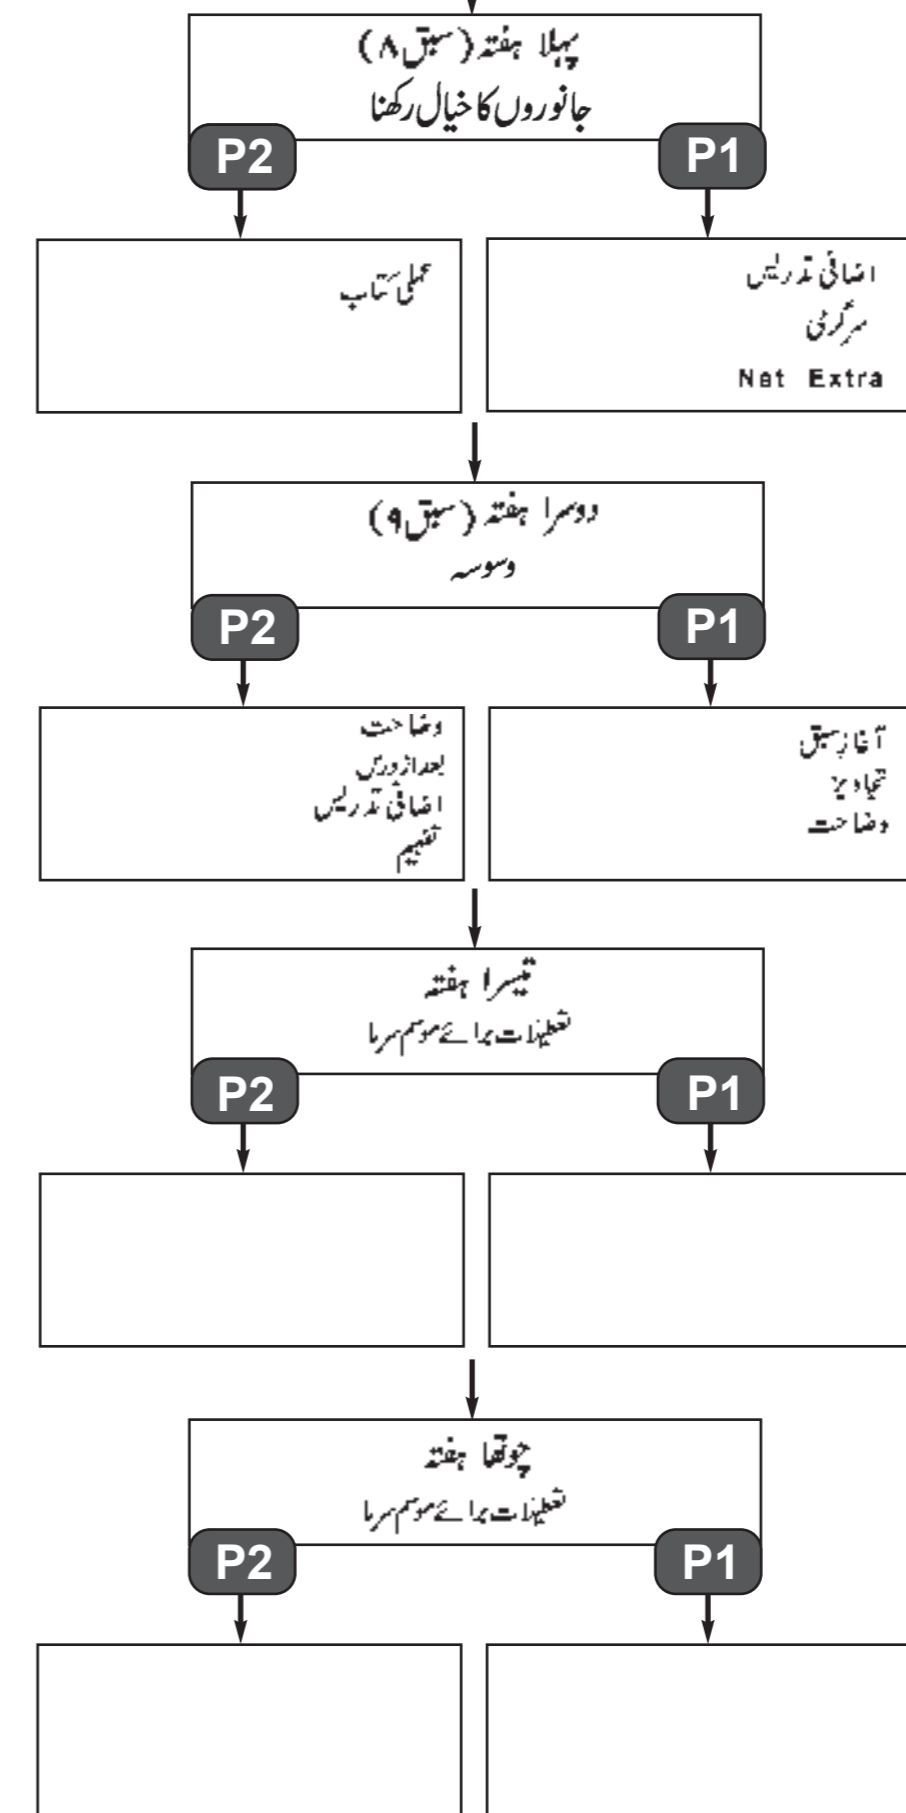 پہلا ہفتہ (سبق ۸)
جانوروں کا خیال رکھنا
P1
P2
اضافی تدریس
سرگرمی
Net Extra
عملی کتاب
دوسرا ہفتہ (سبق ۹)
وسوسہ
P1
P2
آغازِ سبق
تجاویز
وضاحت
وضاحت
بعد از درس
اضافی تدریس
تفہیم
تیسرا ہفتہ
تعطیلات برائے موسم سرما
P1
P2
چوتھا ہفتہ
تعطیلات برائے موسم سرما
P1
P2